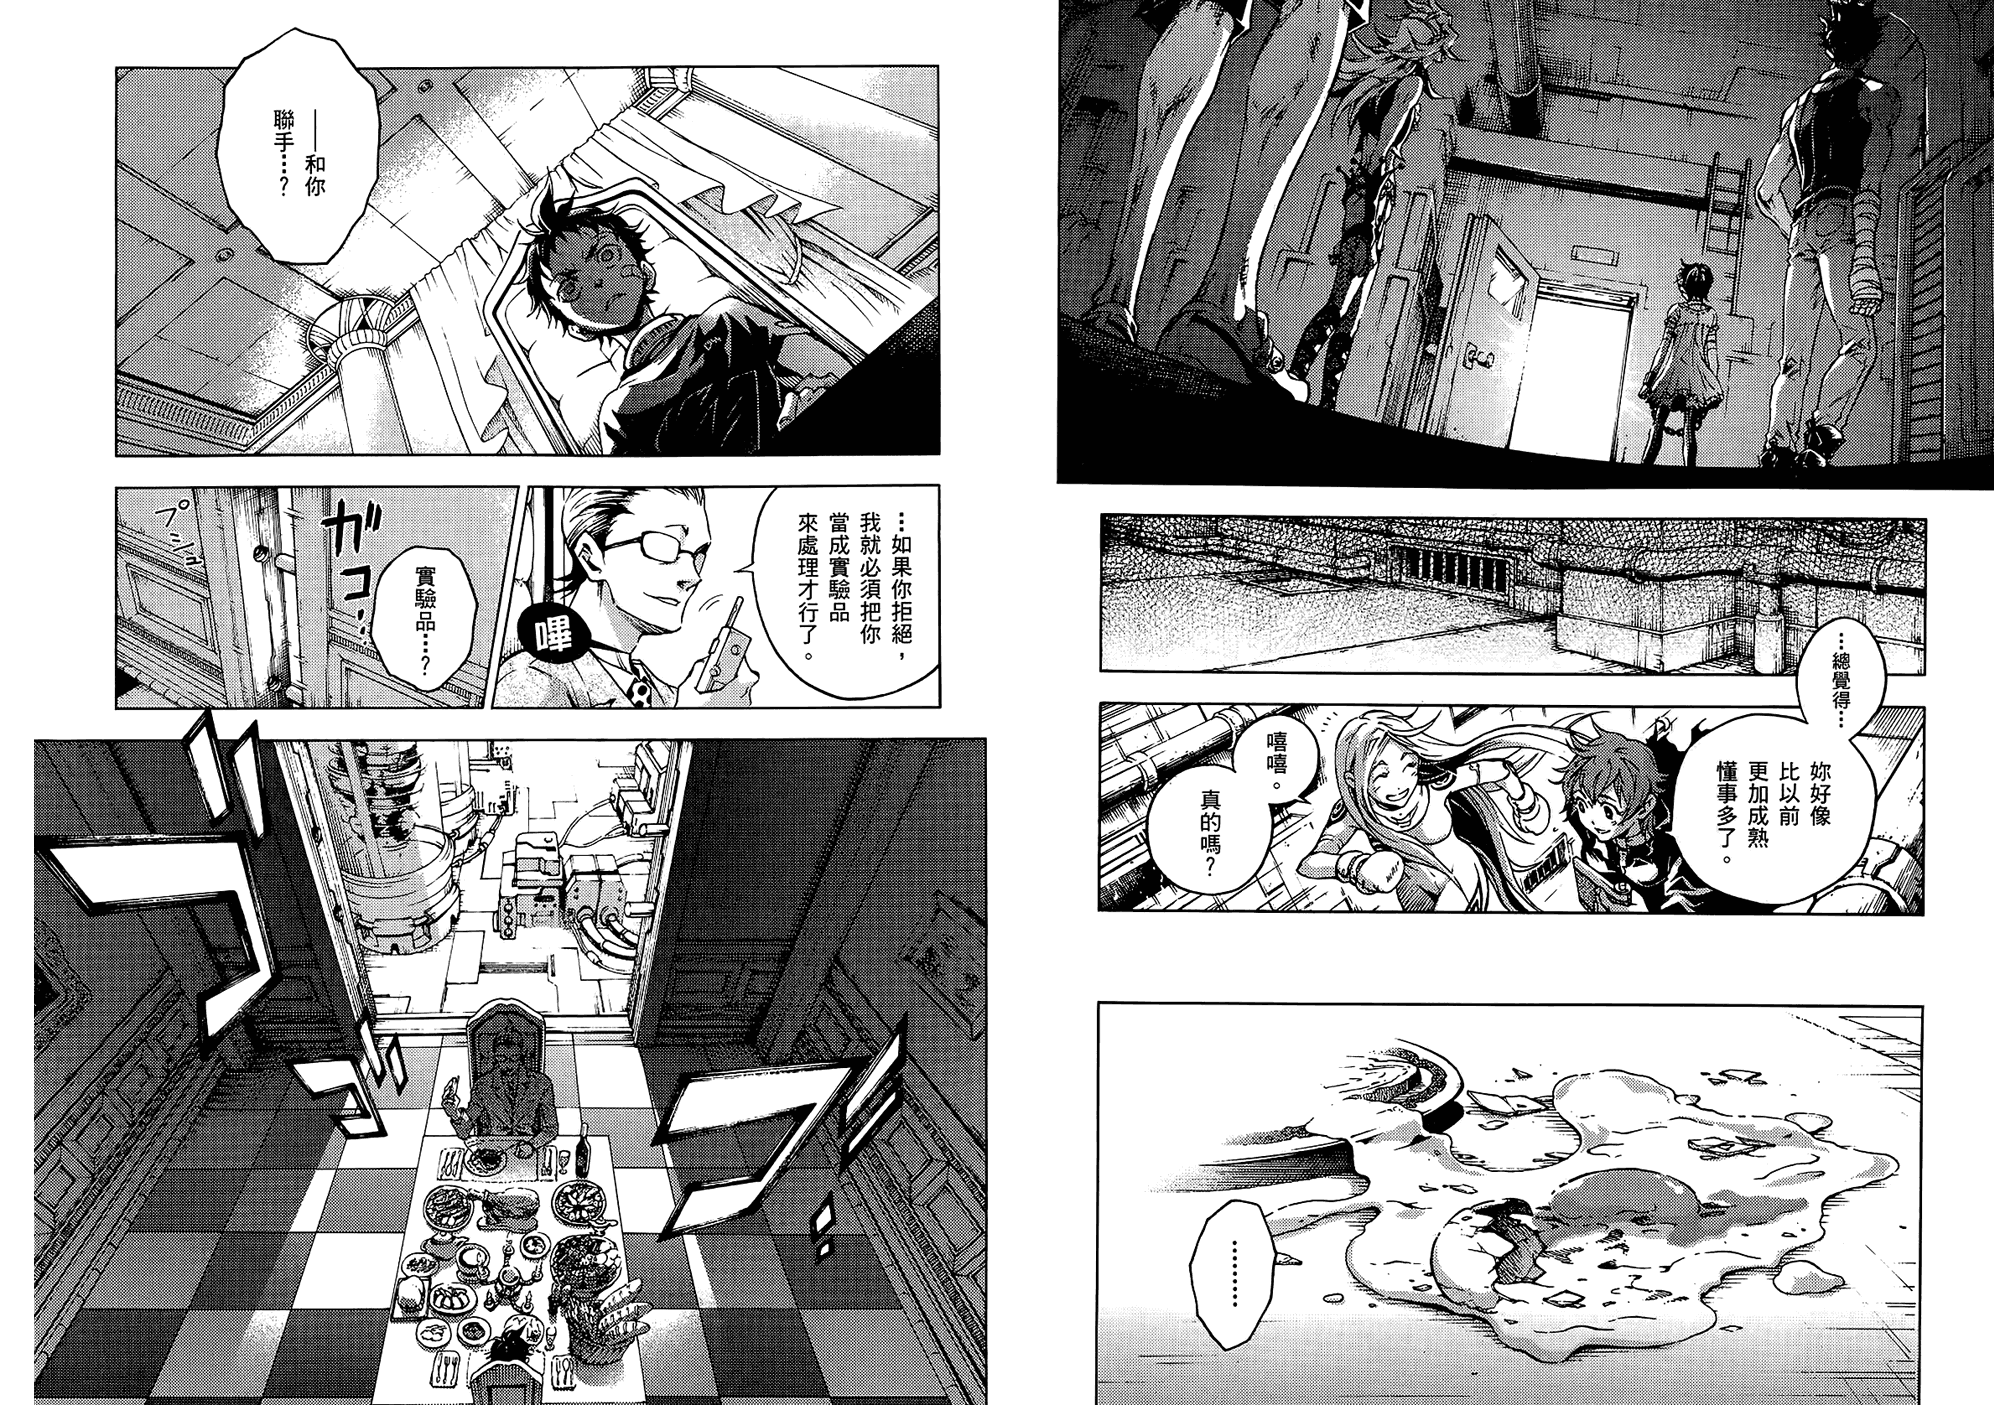 …總覺得…
妳好像
比以前
更加成熟
懂事多了。
嘻嘻。
真的嗎？
………
——和你
聯手…？
…如果你拒絕，
我就必須把你
當成實驗品
來處理才行了。
嗶
實驗品…？
ガコ…
プシュ